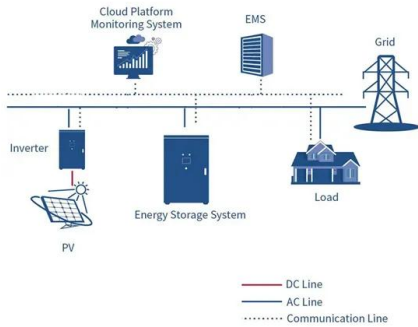 Cloud Platform
Monitoring System
EMS
Grid
Inverter
Energy Storage System
Load
PV
DC Line
AC Line
Communication Line